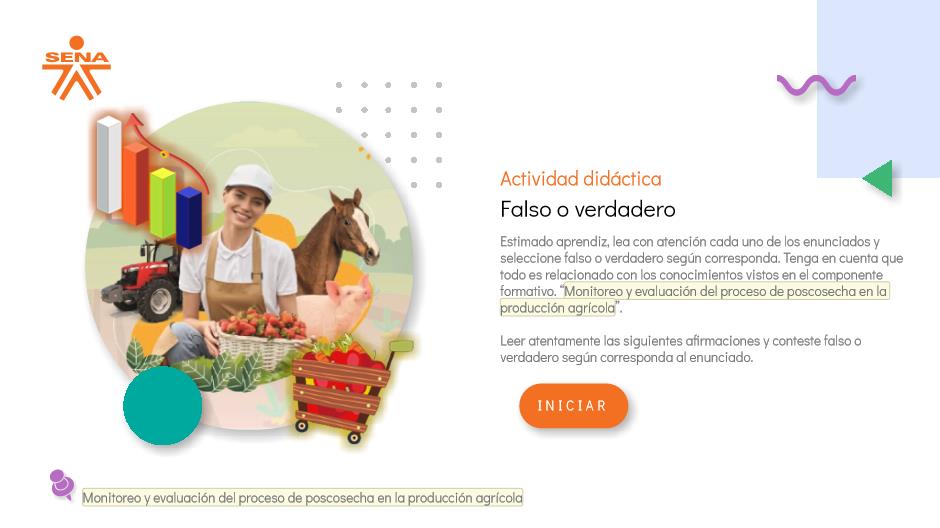 SENA
Actividad didáctica
Falso o verdadero
Estimado aprendiz, lea con atención cada uno de los enunciados y
seleccione falso o verdadero según corresponda. Tenga en cuenta que
todo es relacionado con los conocimientos vistos en el componente
formativo. “Monitoreo y evaluación del proceso de poscosecha en la
producción agrícola”.
Leer atentamente las siguientes afirmaciones y conteste falso o
verdadero según corresponda al enunciado.
INICIAR
Monitoreo y evaluación del proceso de poscosecha en la producción agrícola